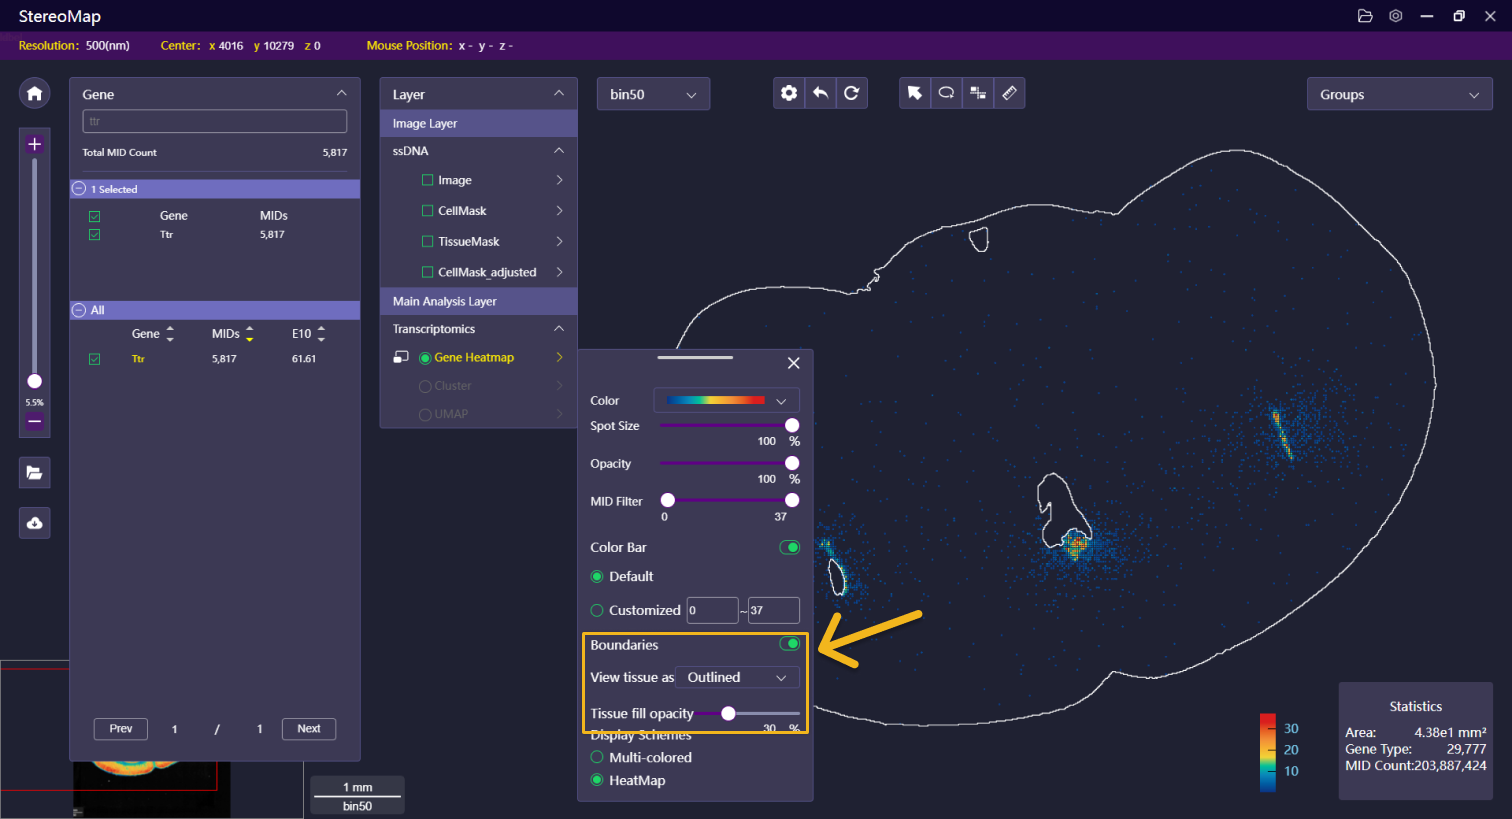 StereoMap
Resolution: 500(nm) Center: x 4016 y 10279 z 0 Mouse Position: x - y - z -
Gene
ttr
Total MID Count 5,817
1 Selected
Gene MIDs
Ttr 5,817
All
Gene MIDs E10
Ttr 5,817 61.61
Prev 1 / 1 Next
5.5%
Layer
Image Layer
ssDNA
Image
CellMask
TissueMask
CellMask_adjusted
Main Analysis Layer
Transcriptomics
Gene Heatmap
Cluster
UMAP
bin50
Groups
Color
Spot Size
100 %
Opacity
100 %
MID Filter
0 37
Color Bar
Default
Customized 0 ~ 37
Boundaries
View tissue as Outlined
Tissue fill opacity
30 %
Display Schemes
Multi-colored
HeatMap
1 mm
bin50
30
20
10
Statistics
Area: 4.38e1 mm²
Gene Type: 29,777
MID Count:203,887,424